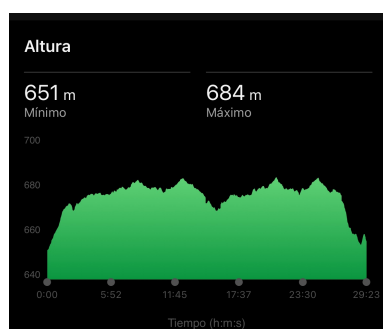 Altura
651 m
Mínimo
684 m
Máximo
700
680
660
640
0:00 5:52 11:45 17:37 23:30 29:23
Tiempo (h:m:s)